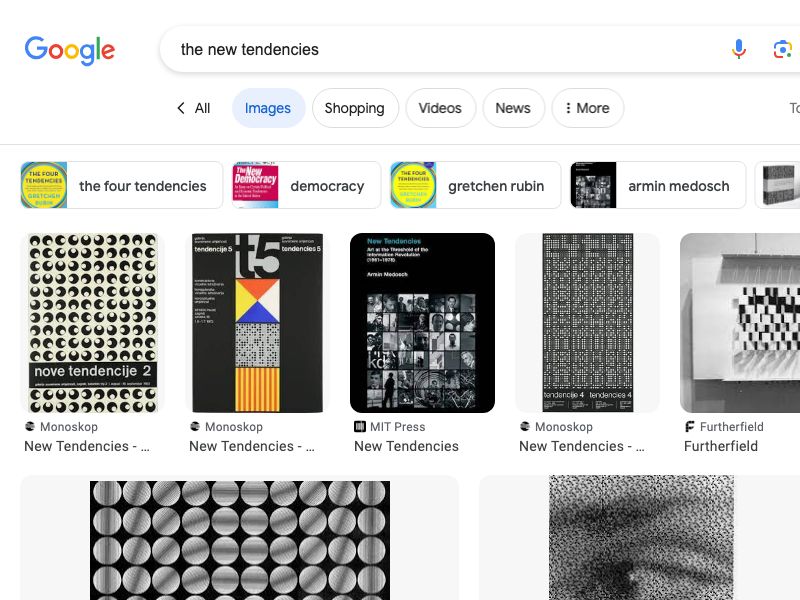 Google
the new tendencies
All
Images
Shopping
Videos
News
More
To
THE FOUR
TENDENCIES
GRETCHEN
RUBIN
the four tendencies
The New
Democracy
democracy
THE FOUR
TENDENCIES
GRETCHEN
RUBIN
gretchen rubin
armin medosch
nove tendencije 2
t5
tendencije 5
tendencies 5
New Tendencies
Art at the Threshold of the
Information Revolution
(1961–1978)
Armin Medosch
tendencije 4
tendencies 4
Monoskop
New Tendencies - ...
Monoskop
New Tendencies - ...
MIT Press
New Tendencies
Monoskop
New Tendencies - ...
Furtherfield
Furtherfield